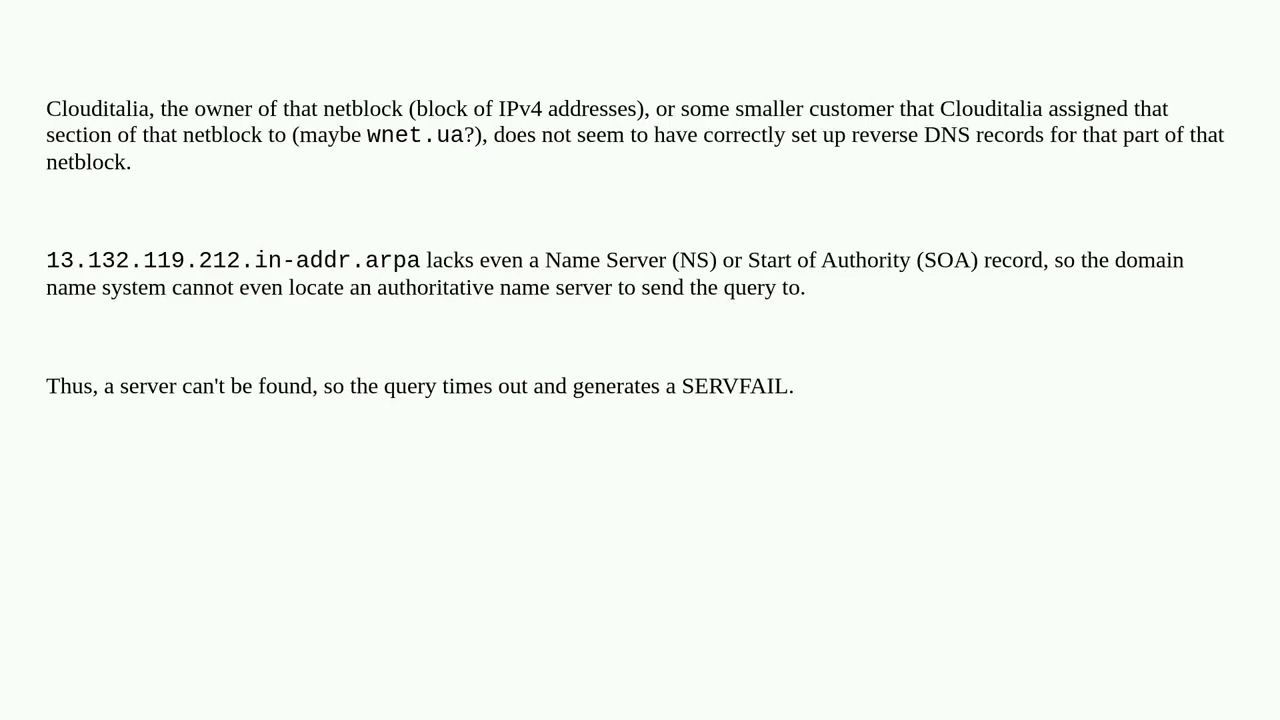 Clouditalia, the owner of that netblock (block of IPv4 addresses), or some smaller customer that Clouditalia assigned that
section of that netblock to (maybe wnet.ua?), does not seem to have correctly set up reverse DNS records for that part of that
netblock.
13.132.119.212.in-addr.arpa lacks even a Name Server (NS) or Start of Authority (SOA) record, so the domain
name system cannot even locate an authoritative name server to send the query to.
Thus, a server can't be found, so the query times out and generates a SERVFAIL.